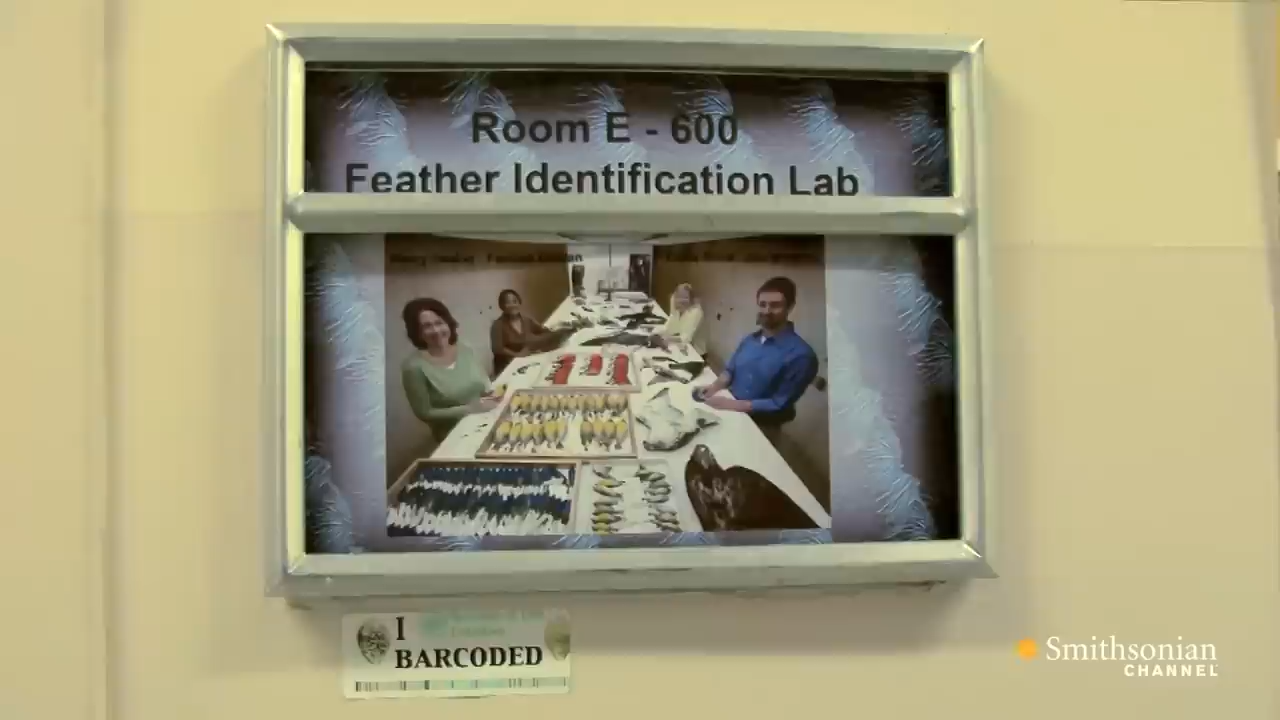 Room E - 600
Feather Identification Lab
I
BARCODED
Smithsonian
CHANNEL